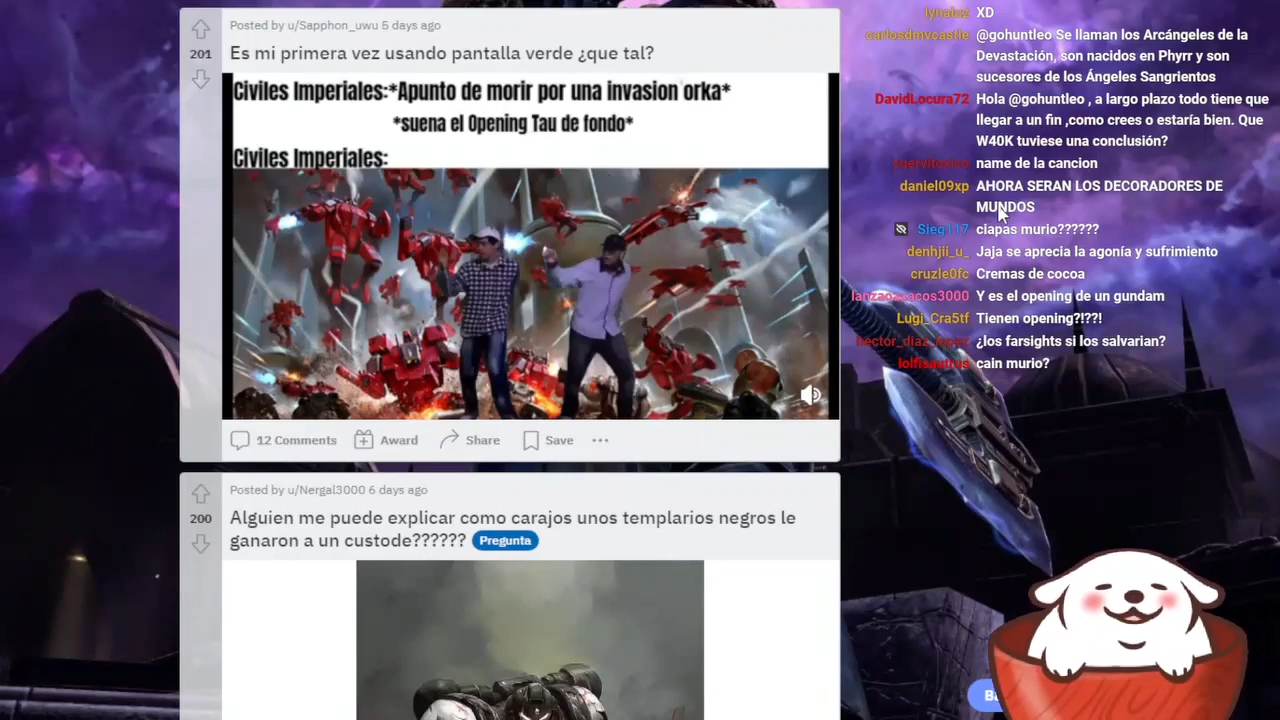 Posted by u/Sapphon_uwu 5 days ago
201
Es mi primera vez usando pantalla verde ¿que tal?
Civiles Imperiales:*Apunto de morir por una invasion orka*
*suena el Opening Tau de fondo*
Civiles Imperiales:
12 Comments Award Share Save
Posted by u/Nergal3000 6 days ago
200
Alguien me puede explicar como carajos unos templarios negros le
ganaron a un custode?????? Pregunta
XD
@gohuntleo Se llaman los Arcángeles de la
Devastación, son nacidos en Phyrr y son
sucesores de los Ángeles Sangrientos
DavidLocura72 Hola @gohuntleo , a largo plazo todo tiene que
llegar a un fin ,como crees o estaría bien. Que
W40K tuviese una conclusión?
name de la cancion
daniel09xp AHORA SERAN LOS DECORADORES DE
MUNDOS
Sieg117 ciapas murio??????
denhjii_u_ Jaja se aprecia la agonía y sufrimiento
cruzle0fc Cremas de cocoa
Y es el opening de un gundam
Lugi_Cra5tf Tienen opening?!??!
¿los farsights si los salvarian?
cain murio?